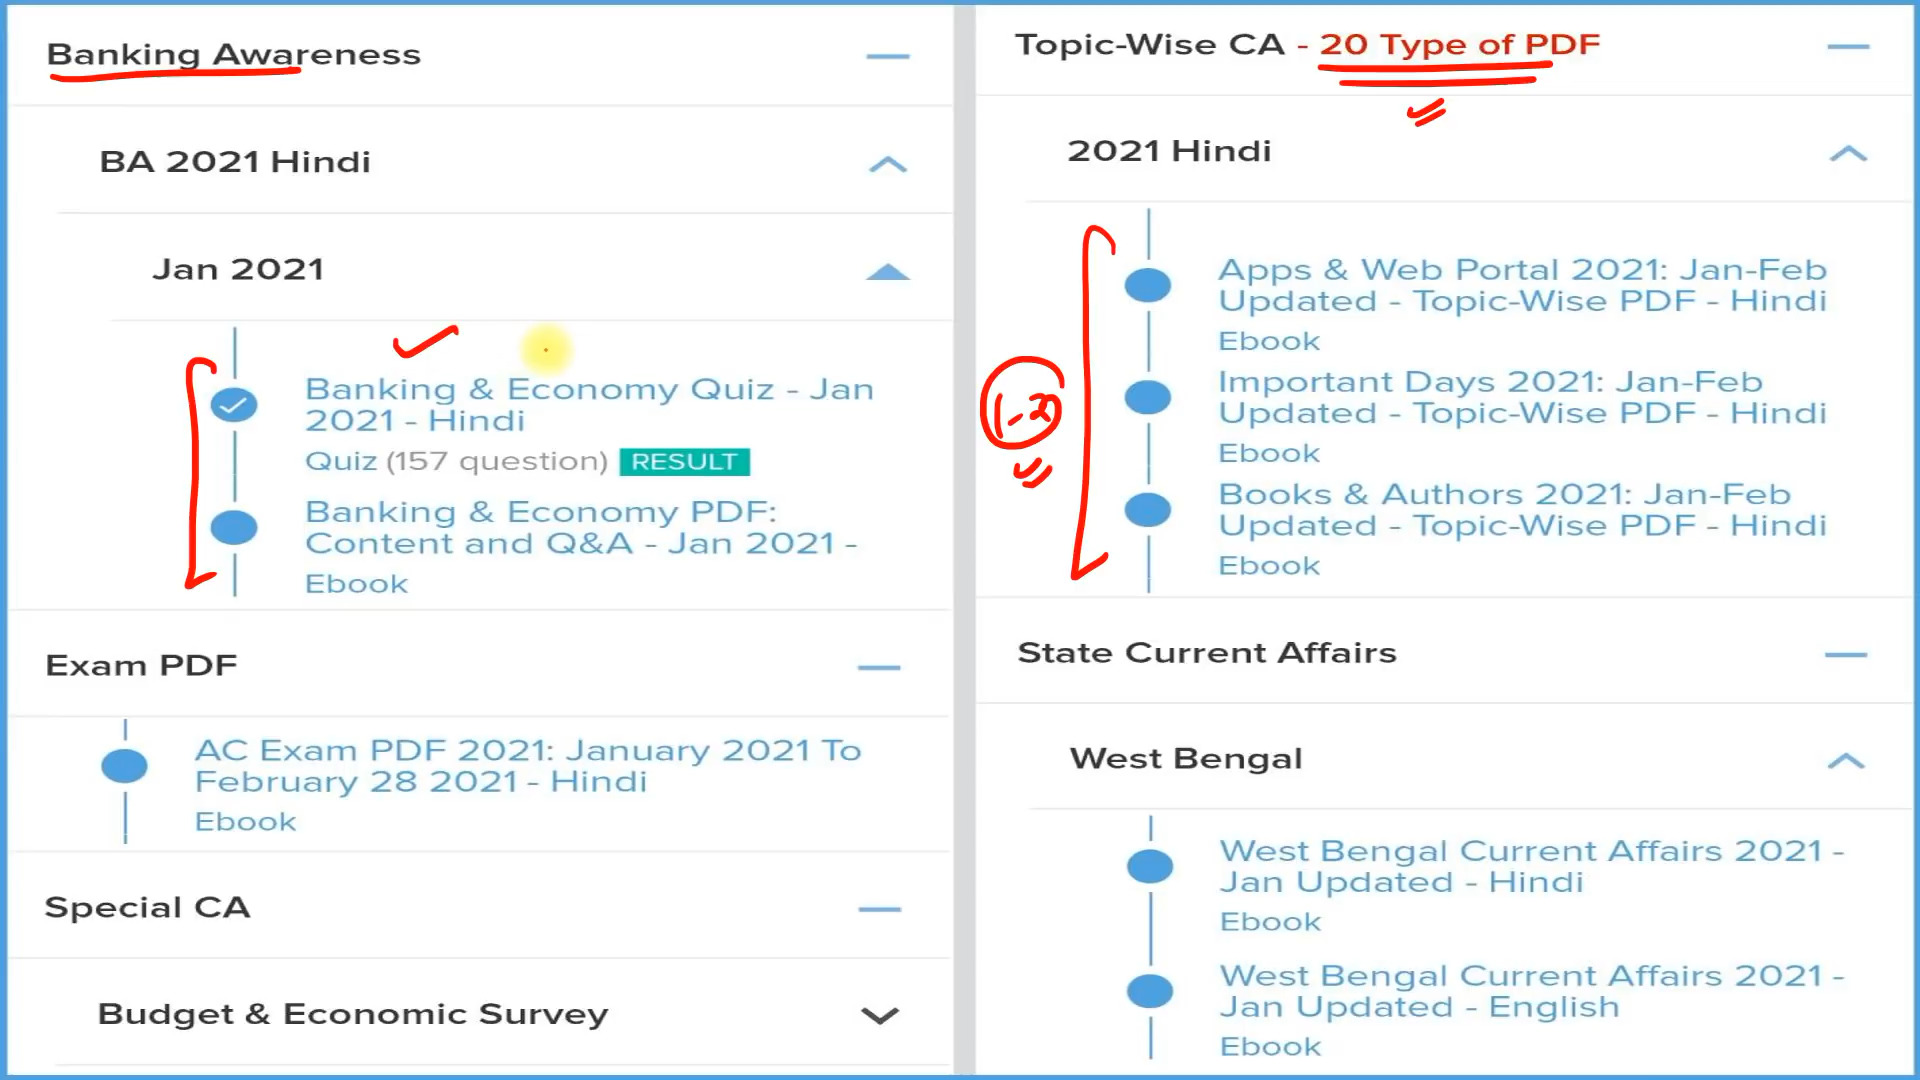 Banking Awareness
BA 2021 Hindi
Jan 2021
Banking & Economy Quiz - Jan
2021 - Hindi
Quiz (157 question) RESULT
Banking & Economy PDF:
Content and Q&A - Jan 2021 -
Ebook
Exam PDF
AC Exam PDF 2021: January 2021 To
February 28 2021 - Hindi
Ebook
Special CA
Budget & Economic Survey
Topic-Wise CA - 20 Type of PDF
2021 Hindi
Apps & Web Portal 2021: Jan-Feb
Updated - Topic-Wise PDF - Hindi
Ebook
Important Days 2021: Jan-Feb
Updated - Topic-Wise PDF - Hindi
Ebook
Books & Authors 2021: Jan-Feb
Updated - Topic-Wise PDF - Hindi
Ebook
State Current Affairs
West Bengal
West Bengal Current Affairs 2021 -
Jan Updated - Hindi
Ebook
West Bengal Current Affairs 2021 -
Jan Updated - English
Ebook